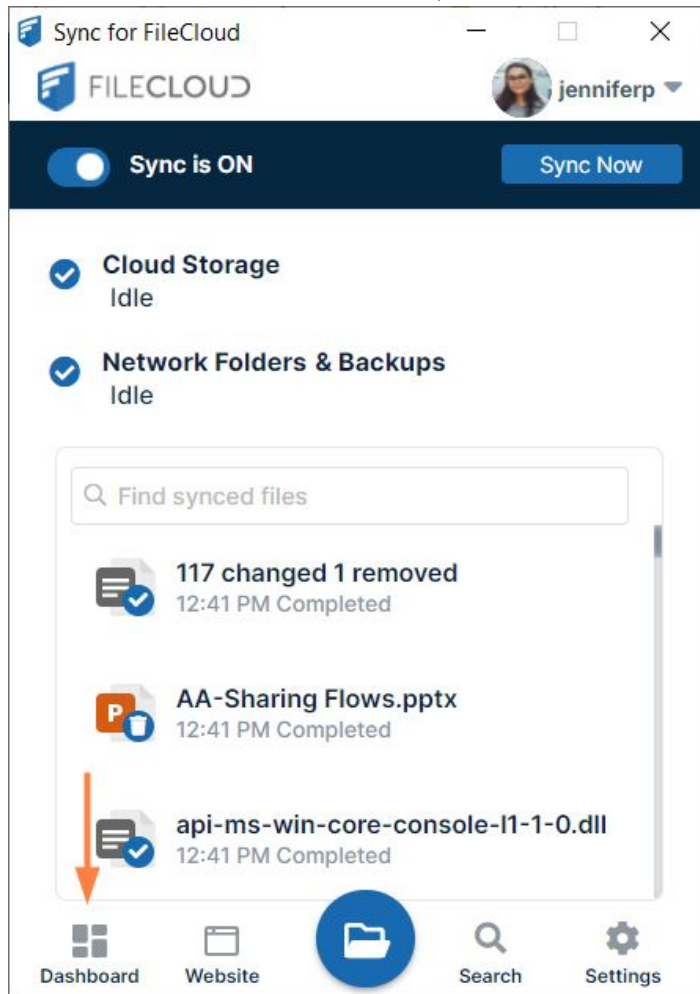 Sync for FileCloud
FILECLOUD
jenniferp
Sync is ON
Sync Now
Cloud Storage
Idle
Network Folders & Backups
Idle
Find synced files
117 changed 1 removed
12:41 PM Completed
P
AA-Sharing Flows.pptx
12:41 PM Completed
api-ms-win-core-console-l1-1-0.dll
12:41 PM Completed
Dashboard
Website
Search
Settings